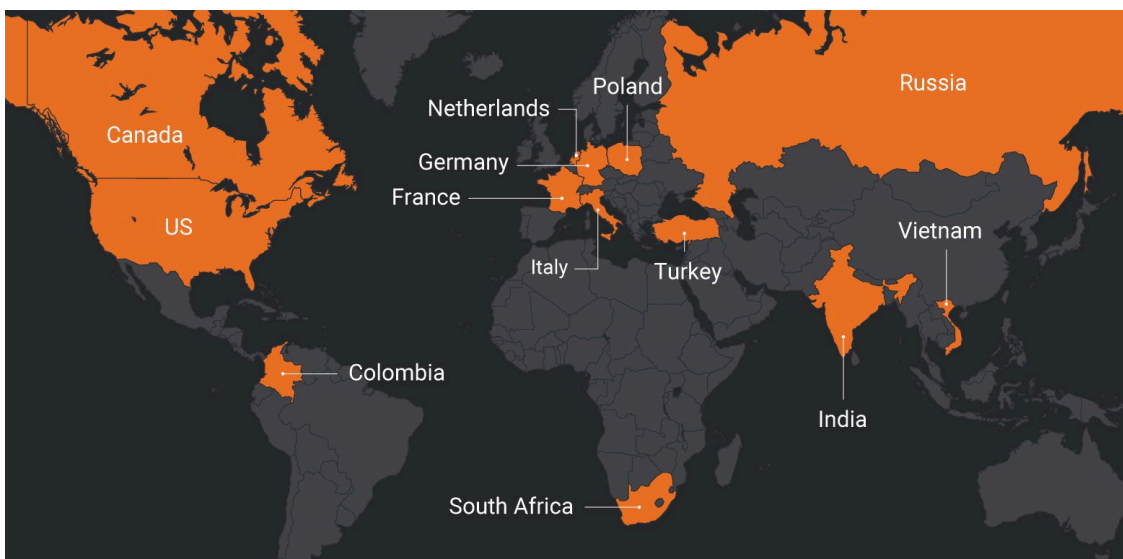 Russia
Poland
Netherlands
Canada
Germany
France
US
Vietnam
Italy
Turkey
Colombia
India
South Africa